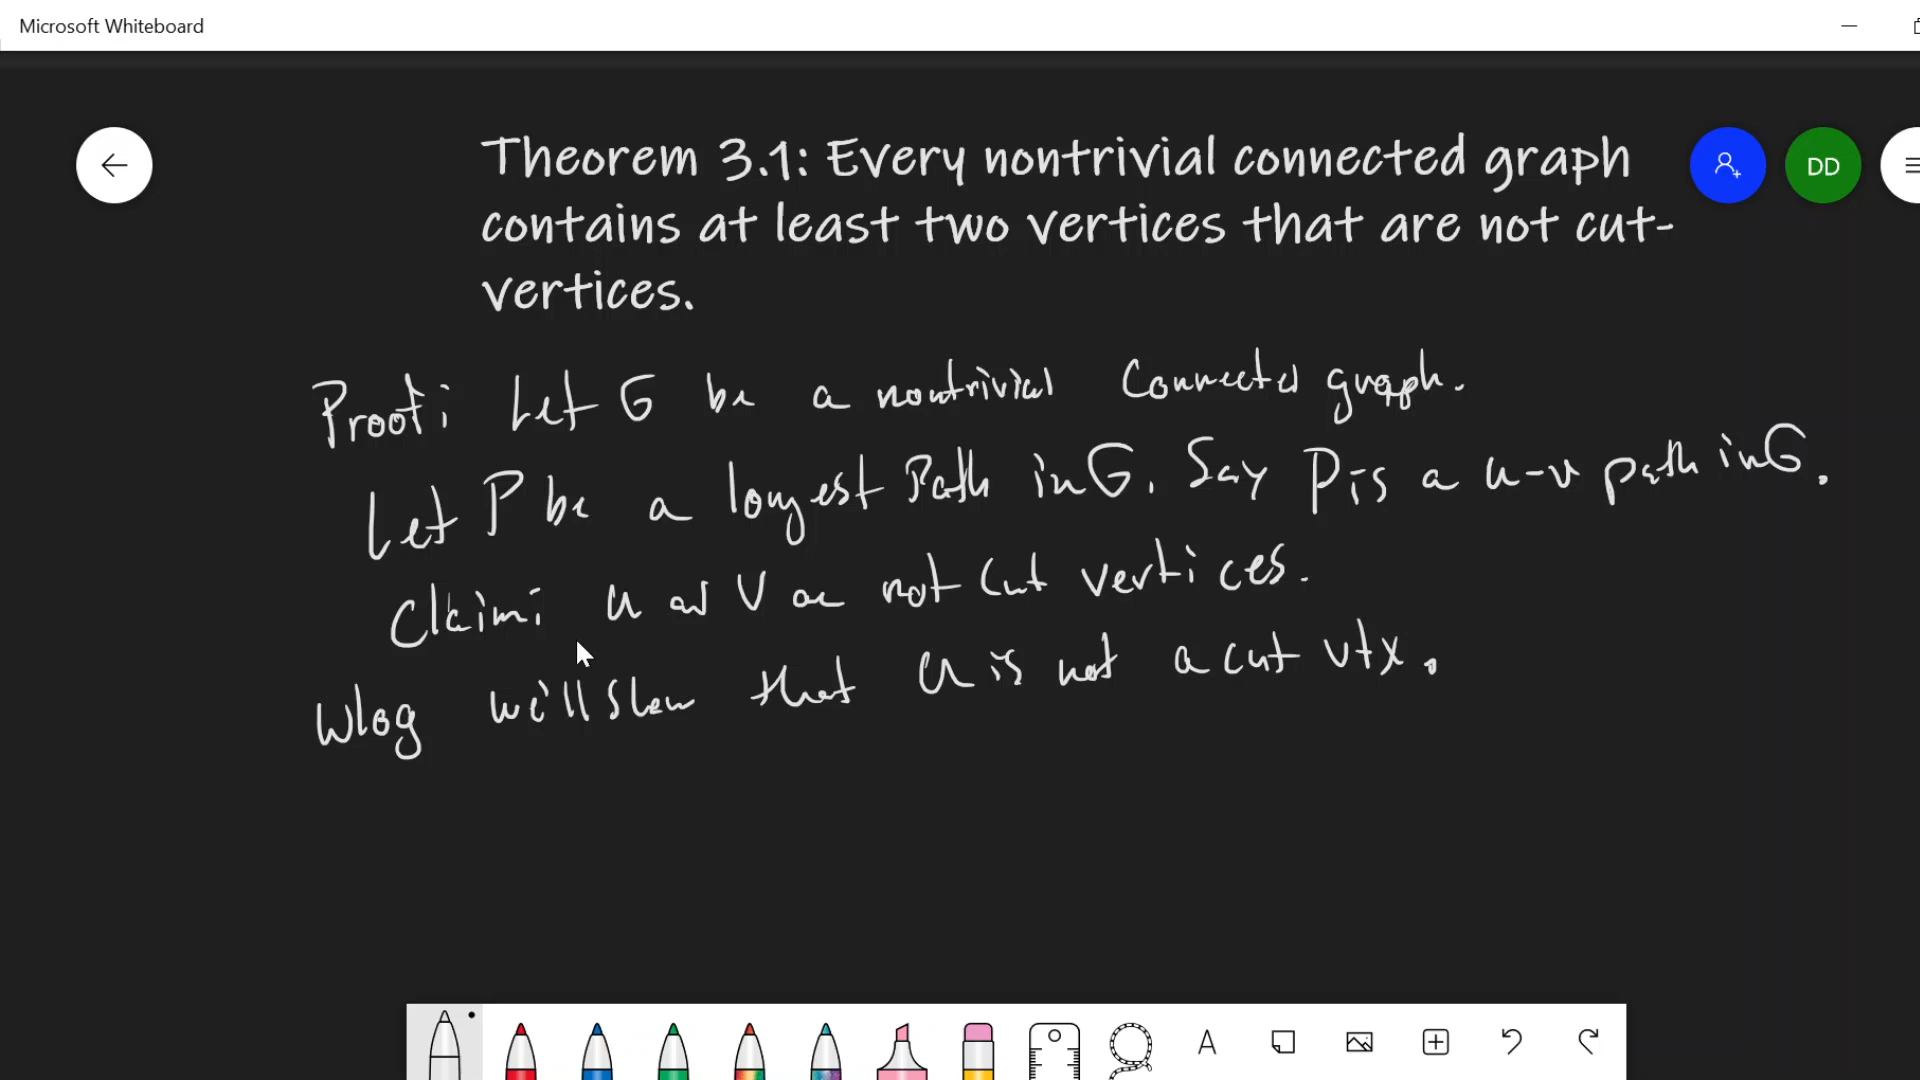 Microsoft Whiteboard
DD
Theorem 3.1: Every nontrivial connected graph
contains at least two vertices that are not cut-
vertices.
Proof: Let G be a nontrivial connected graph.
Let P be a longest path in G. Say P is a u-v path in G.
Claim: u and v are not cut vertices.
Wlog we'll show that u is not a cut vtx.
A